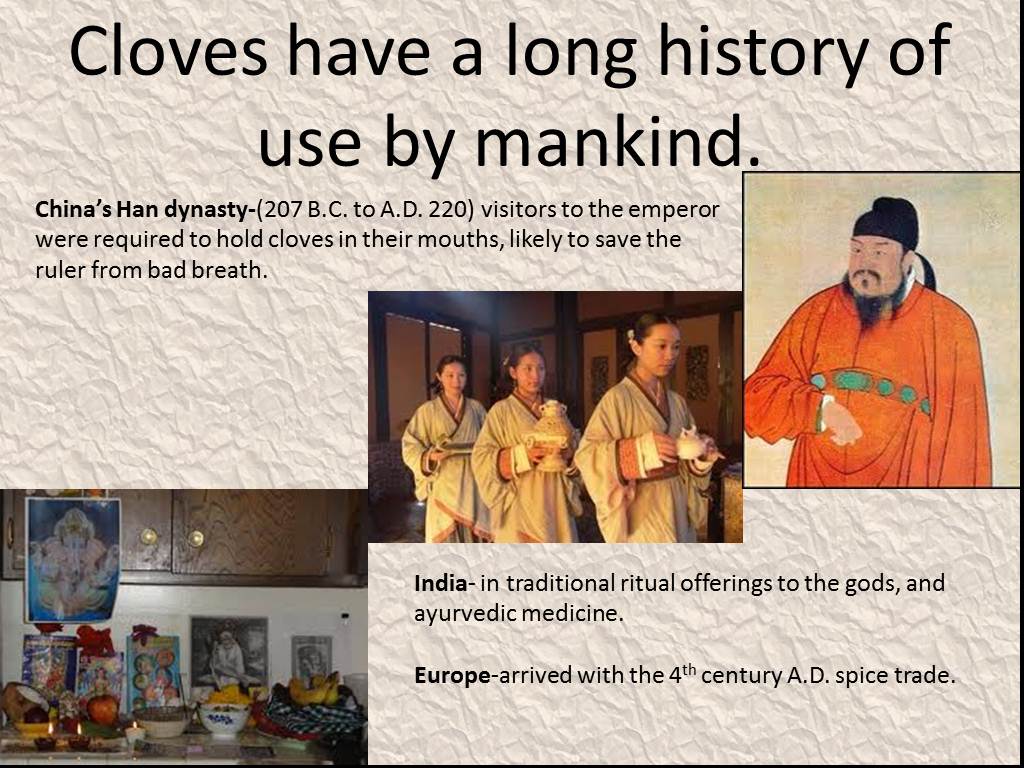 Cloves have a long history of
use by mankind.
China's Han dynasty-(207 B.C. to A.D. 220) visitors to the emperor
were required to hold cloves in their mouths, likely to save the
ruler from bad breath.
India- in traditional ritual offerings to the gods, and
ayurvedic medicine.
Europe-arrived with the 4th century A.D. spice trade.